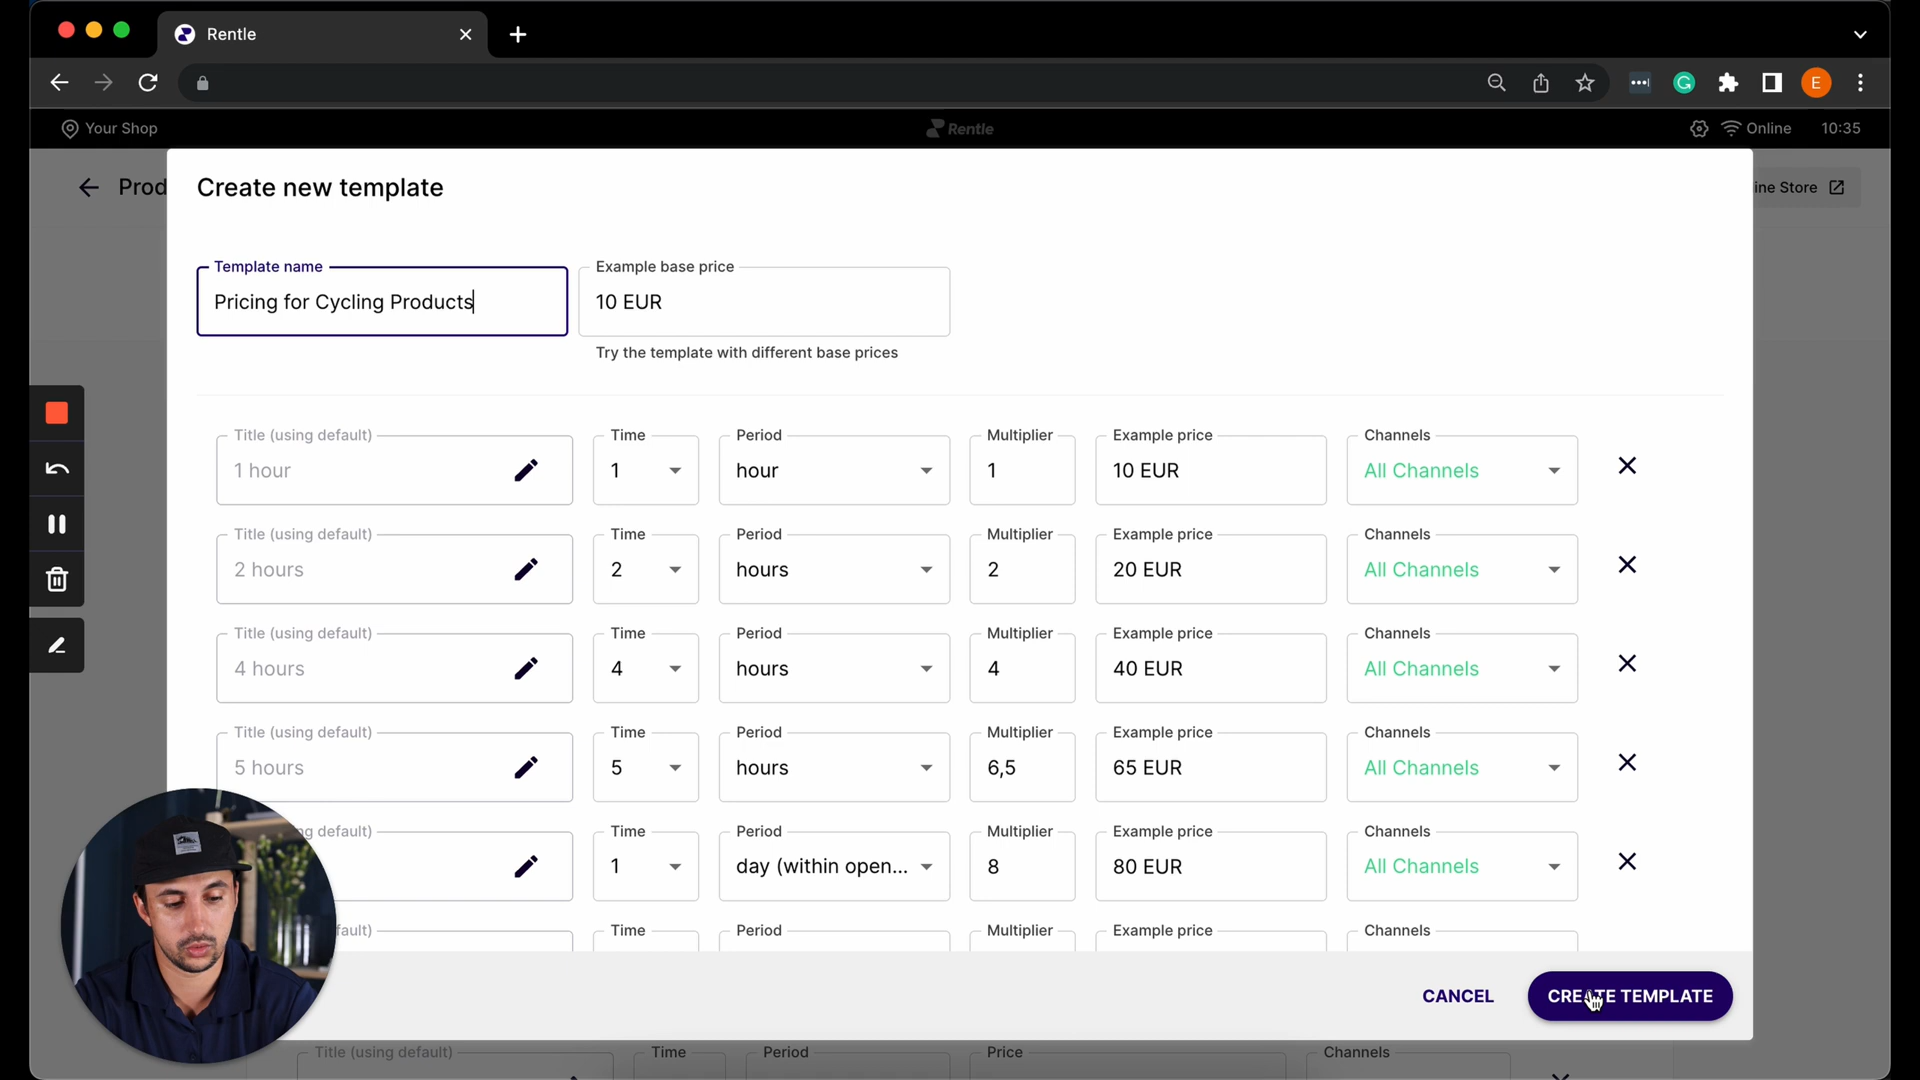 Rentle
E
Your Shop
Rentle
Online
10:35
Prod
ine Store
Create new template
Template name
Pricing for Cycling Products
Example base price
10 EUR
Try the template with different base prices
Title (using default)
1 hour
Time
1
Period
hour
Multiplier
1
Example price
10 EUR
Channels
All Channels
Title (using default)
2 hours
Time
2
Period
hours
Multiplier
2
Example price
20 EUR
Channels
All Channels
Title (using default)
4 hours
Time
4
Period
hours
Multiplier
4
Example price
40 EUR
Channels
All Channels
Title (using default)
5 hours
Time
5
Period
hours
Multiplier
6,5
Example price
65 EUR
Channels
All Channels
ng default)
Time
1
Period
day (within open...
Multiplier
8
Example price
80 EUR
Channels
All Channels
fault)
Time
Period
Multiplier
Example price
Channels
CANCEL
CREATE TEMPLATE
Title (using default)
Time
Period
Price
Channels